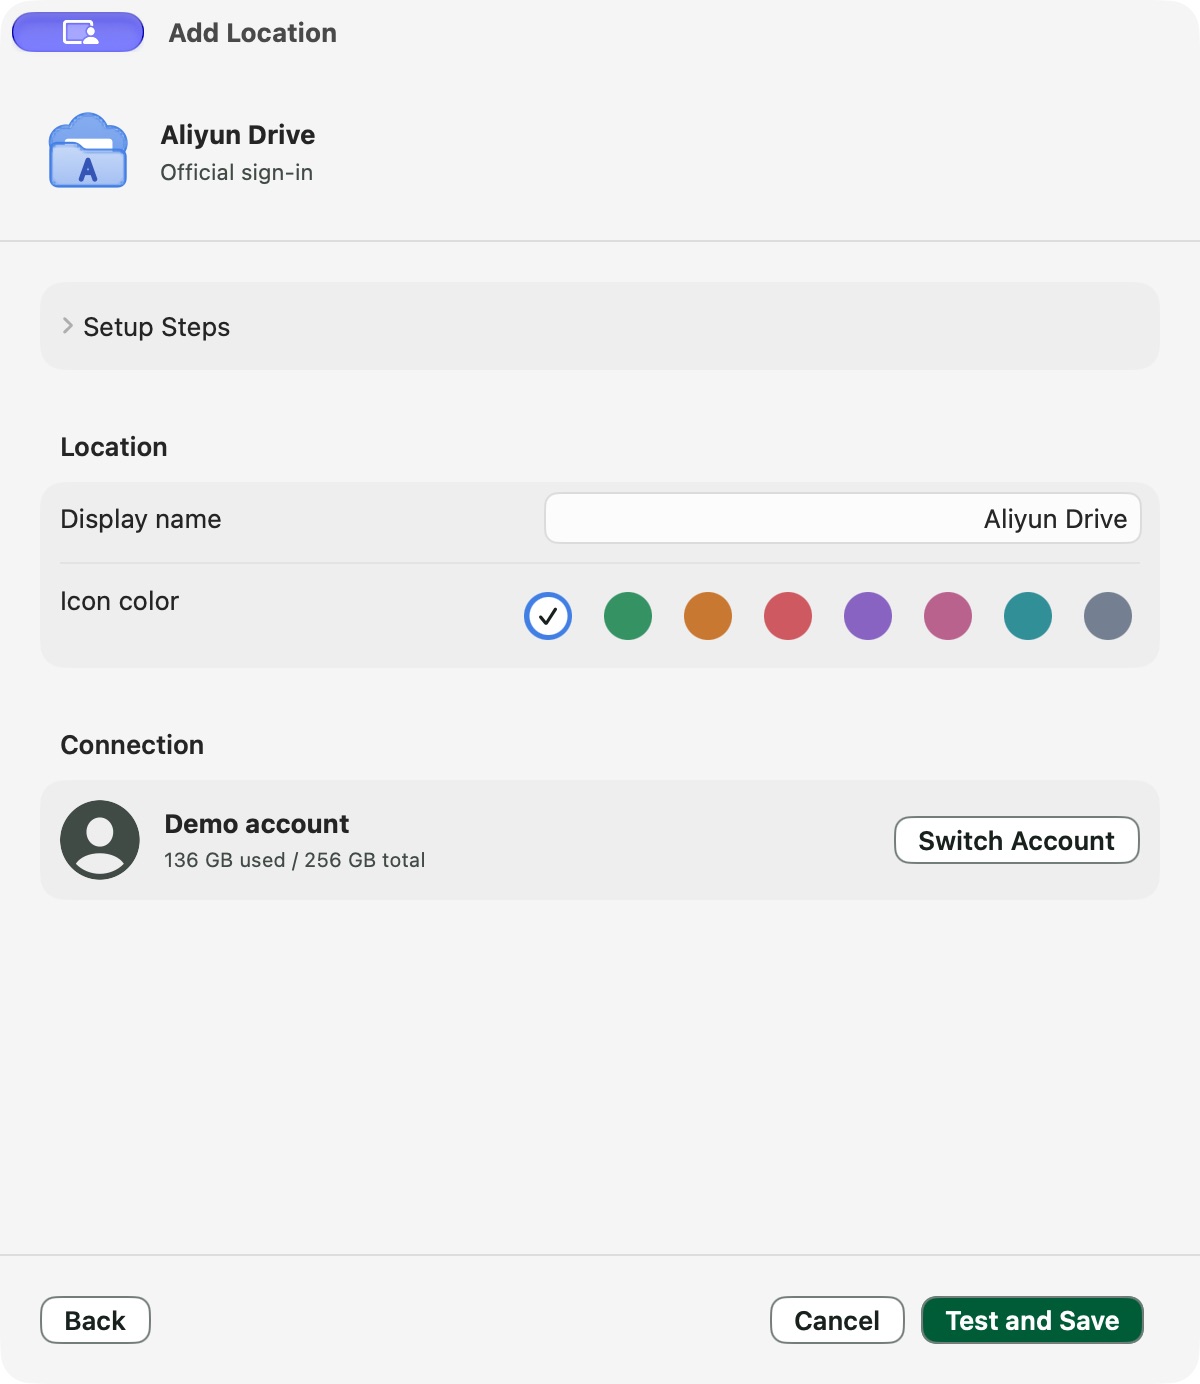 Add Location
A
Aliyun Drive
Official sign-in
Setup Steps
Location
Display name
Aliyun Drive
Icon color
Connection
Demo account
136 GB used / 256 GB total
Switch Account
Back
Cancel
Test and Save